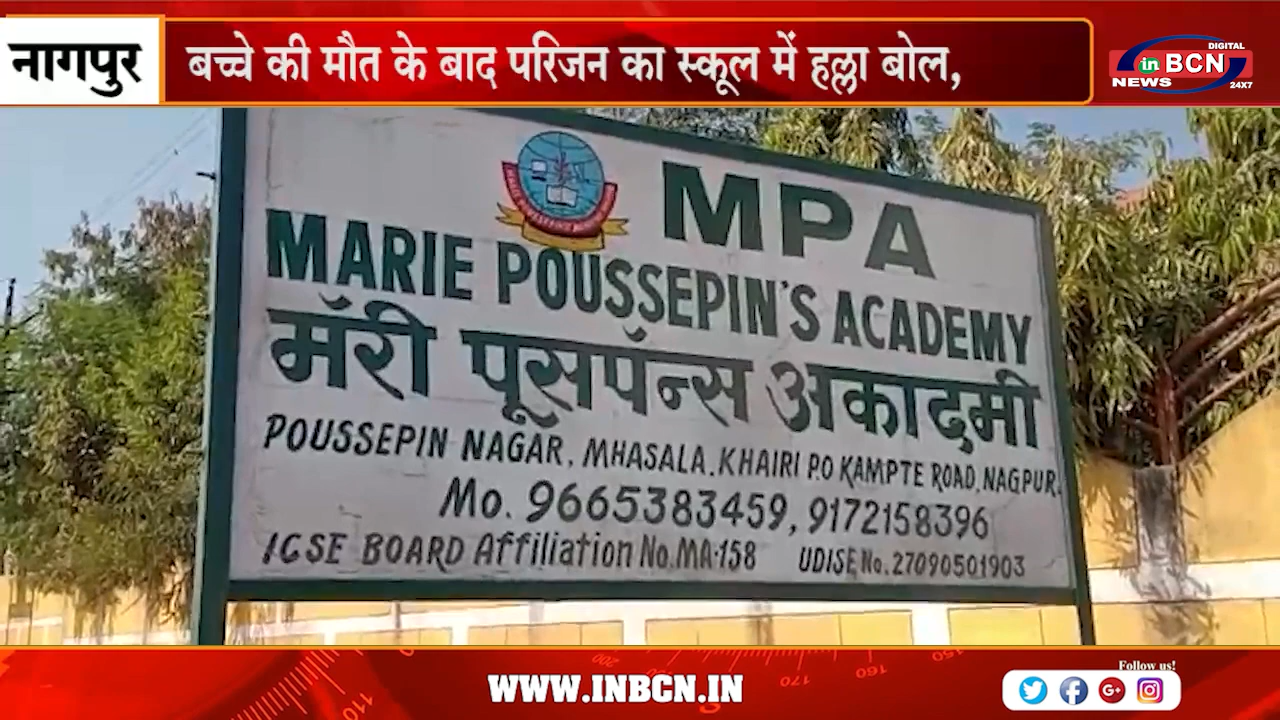 नागपुर
बच्चे की मौत के बाद परिजन का स्कूल में हल्ला बोल,
DIGITAL
in BCN
NEWS
24X7
MPA
MARIE POUSSEPIN'S ACADEMY
मॅरी पूसपॅन्स अकादमी
POUSSEPIN NAGAR, MHASALA. KHAIRI P.O KAMPTE ROAD, NAGPUR.
Mo. 9665383459, 9172158396
ICSE BOARD Affiliation No. MA-158 UDISE No. 27090501903
WWW.INBCN.IN
Follow us!